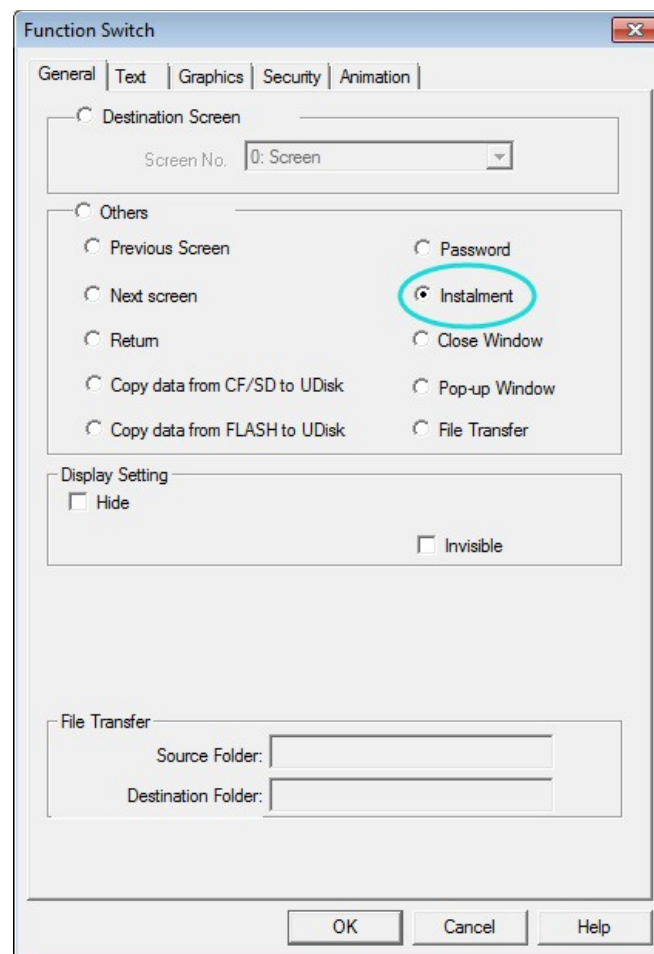 Function Switch
General Text Graphics Security Animation
Destination Screen
Screen No. 0: Screen
Others
Previous Screen Password
Next screen Instalment
Return Close Window
Copy data from CF/SD to UDisk Pop-up Window
Copy data from FLASH to UDisk File Transfer
Display Setting
Hide
Invisible
File Transfer
Source Folder:
Destination Folder:
OK Cancel Help